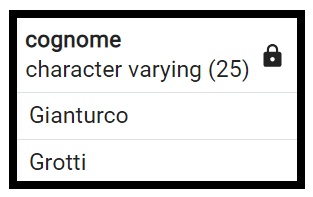 cognome
character varying (25)
Gianturco
Grotti